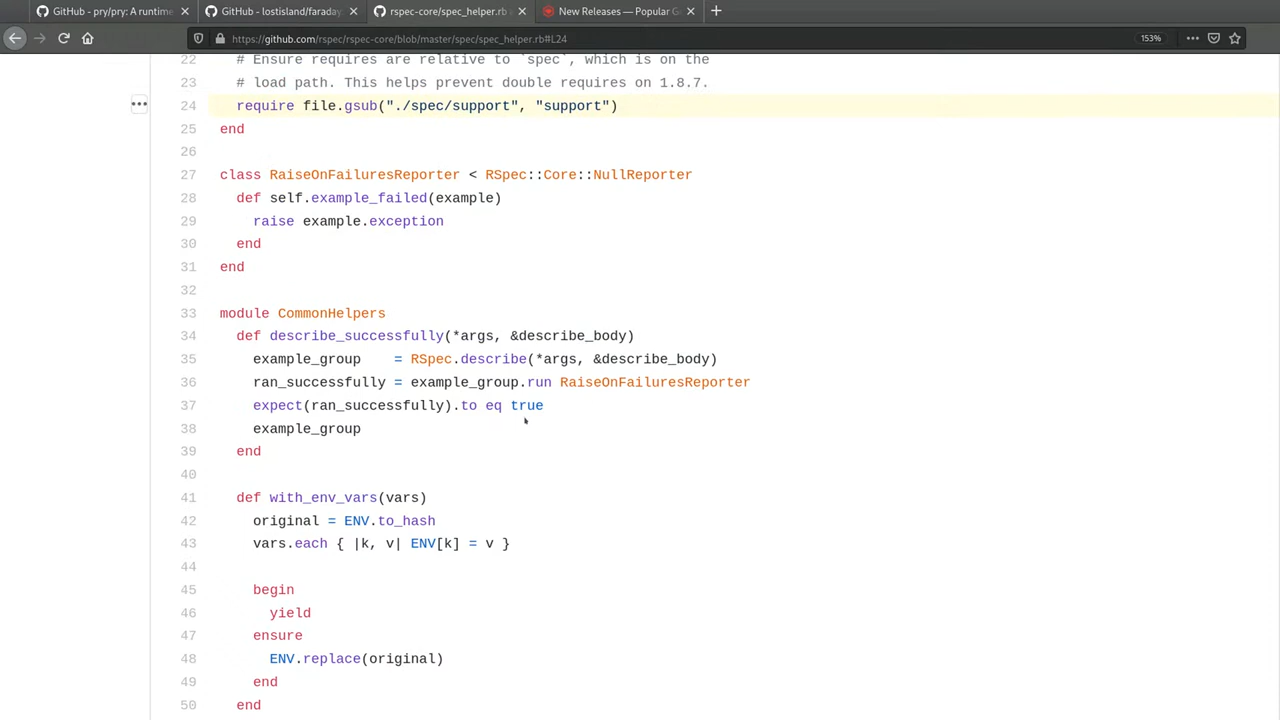 GitHub - pry/pry: A runtime
GitHub - lostisland/faraday
rspec-core/spec_helper.rb
New Releases — Popular G
https://github.com/rspec/rspec-core/blob/master/spec/spec_helper.rb#L24
153%
22 # Ensure requires are relative to `spec`, which is on the
23 # load path. This helps prevent double requires on 1.8.7.
24 require file.gsub("./spec/support", "support")
25 end
26
27 class RaiseOnFailuresReporter < RSpec::Core::NullReporter
28 def self.example_failed(example)
29 raise example.exception
30 end
31 end
32
33 module CommonHelpers
34 def describe_successfully(*args, &describe_body)
35 example_group    = RSpec.describe(*args, &describe_body)
36 ran_successfully = example_group.run RaiseOnFailuresReporter
37 expect(ran_successfully).to eq true
38 example_group
39 end
40
41 def with_env_vars(vars)
42 original = ENV.to_hash
43 vars.each { |k, v| ENV[k] = v }
44
45 begin
46 yield
47 ensure
48 ENV.replace(original)
49 end
50 end